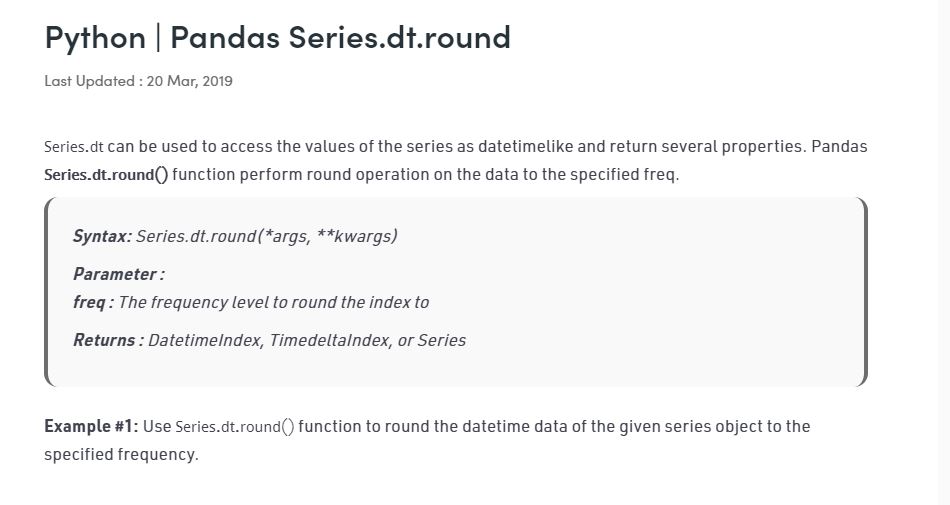 Python | Pandas Series.dt.round
Last Updated : 20 Mar, 2019
Series.dt can be used to access the values of the series as datetimelike and return several properties. Pandas
Series.dt.round() function perform round operation on the data to the specified freq.
Syntax: Series.dt.round(*args, **kwargs)
Parameter :
freq : The frequency level to round the index to
Returns : DatetimeIndex, TimedeltaIndex, or Series
Example #1: Use Series.dt.round() function to round the datetime data of the given series object to the
specified frequency.